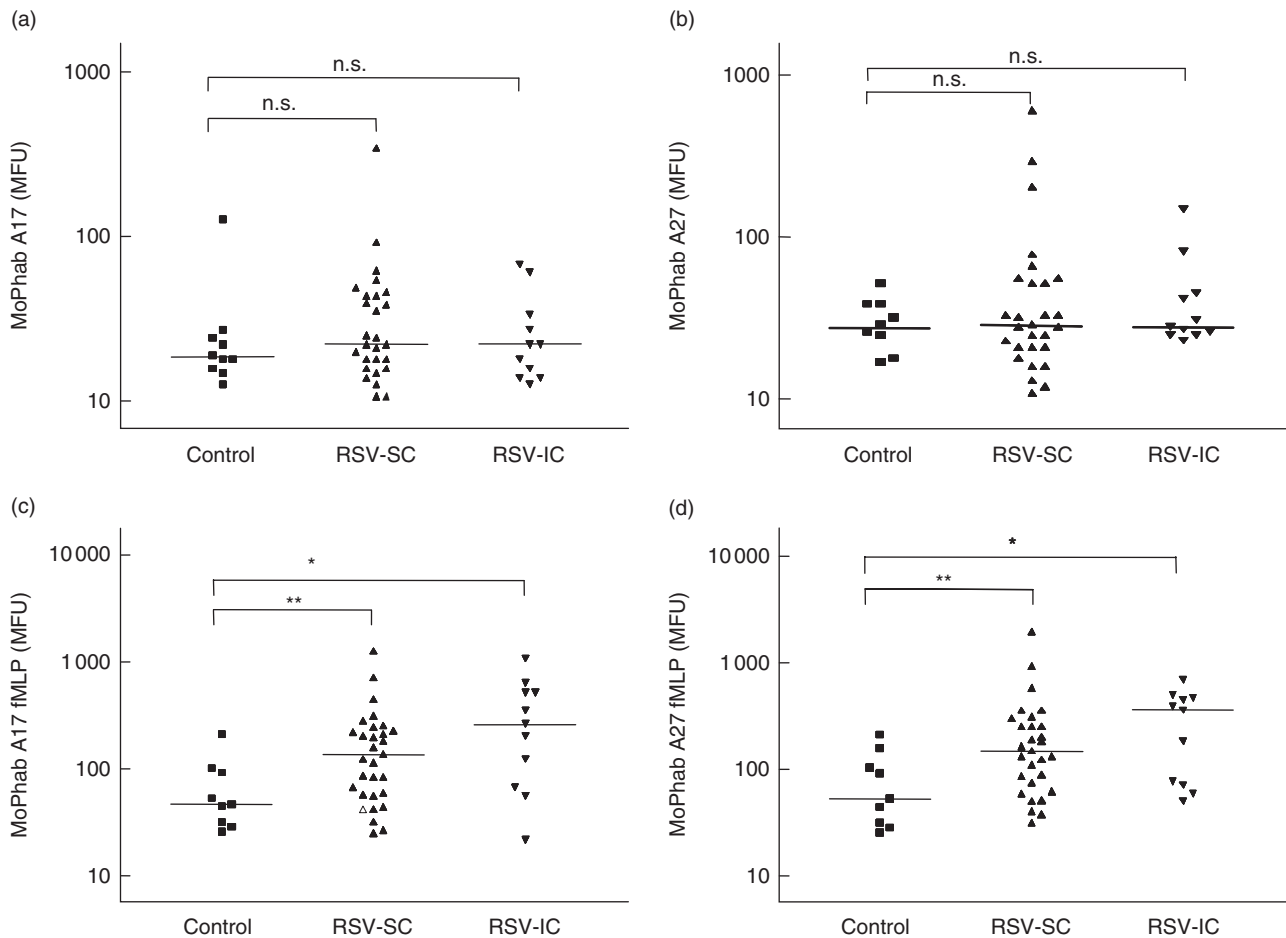 (a)
1000
100
10
MoPhab A17 (MFU)
n.s.
n.s.
Control RSV-SC RSV-IC
(b)
1000
100
10
MoPhab A27 (MFU)
n.s.
n.s.
Control RSV-SC RSV-IC
(c)
10 000
1 000
100
10
MoPhab A17 fMLP (MFU)
*
**
Control RSV-SC RSV-IC
(d)
10 000
1 000
100
10
MoPhab A27 fMLP (MFU)
*
**
Control RSV-SC RSV-IC